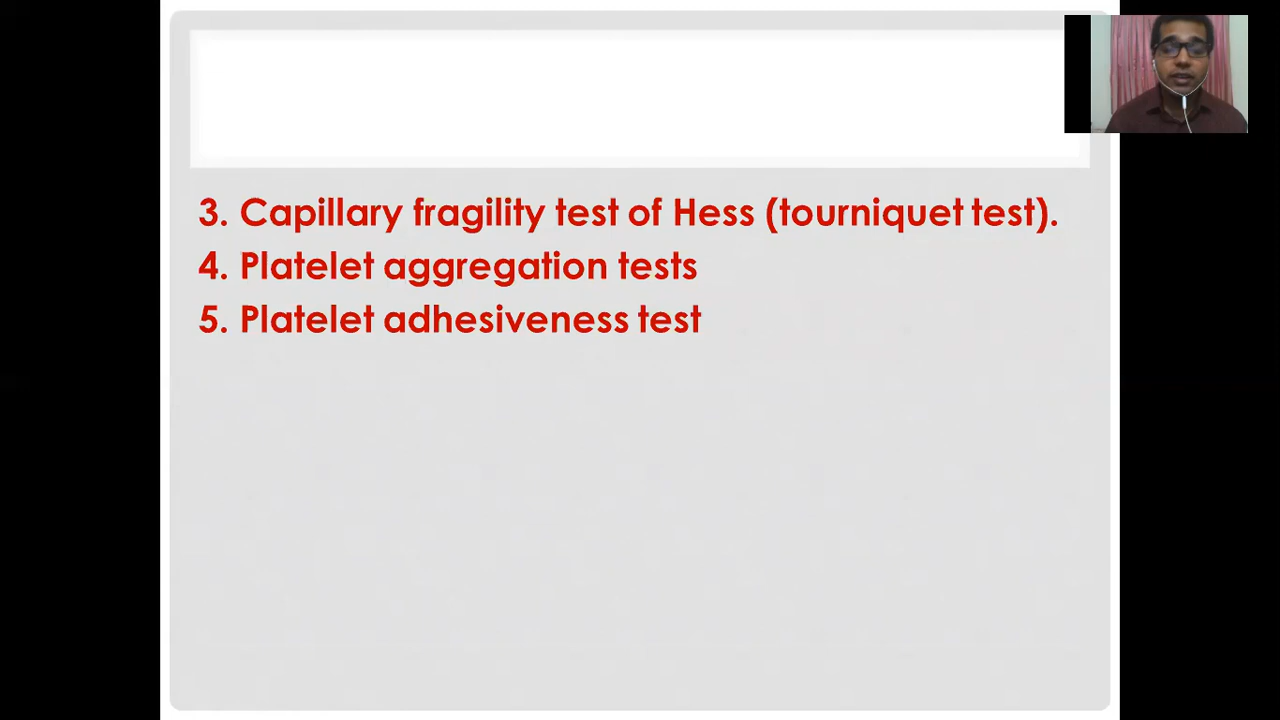 3. Capillary fragility test of Hess (tourniquet test).
4. Platelet aggregation tests
5. Platelet adhesiveness test